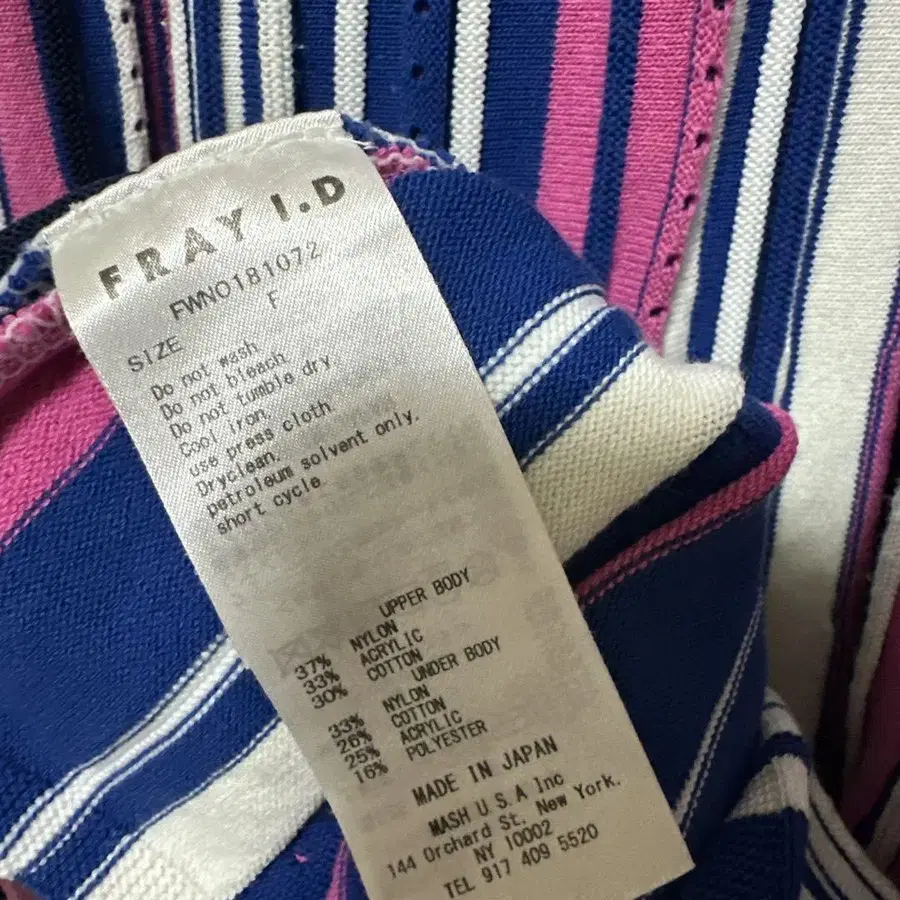 FRAY I.D
FWNO181072
SIZE F
Do not wash
Do not bleach
Do not tumble dry.
Cool iron.
use press cloth
Dryclean.
petroleum solvent only.
short cycle
UPPER BODY
37% NYLON
33% ACRYLIC
30% COTTON
UNDER BODY
33% NYLON
26% COTTON
25% ACRYLIC
16% POLYESTER
MADE IN JAPAN
MASH U.S.A Inc
144 Orchard St. New York.
NY 10002
TEL 917 409 5520